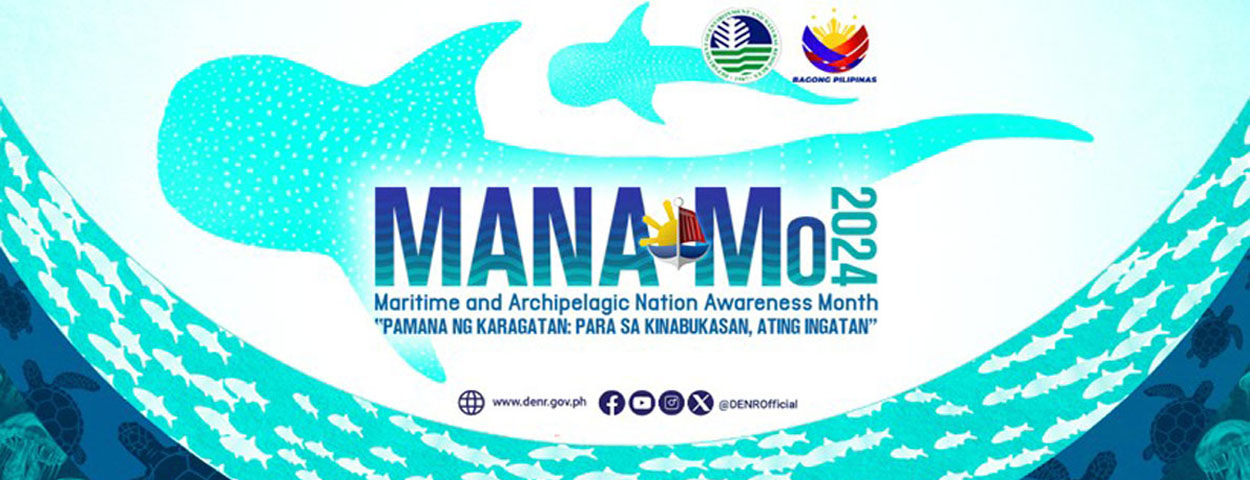 BAGONG PILIPINAS
MANA Mo
2024
Maritime and Archipelagic Nation Awareness Month
"PAMANA NG KARAGATAN: PARA SA KINABUKASAN, ATING INGATAN"
www.denr.gov.ph
@DENROfficial